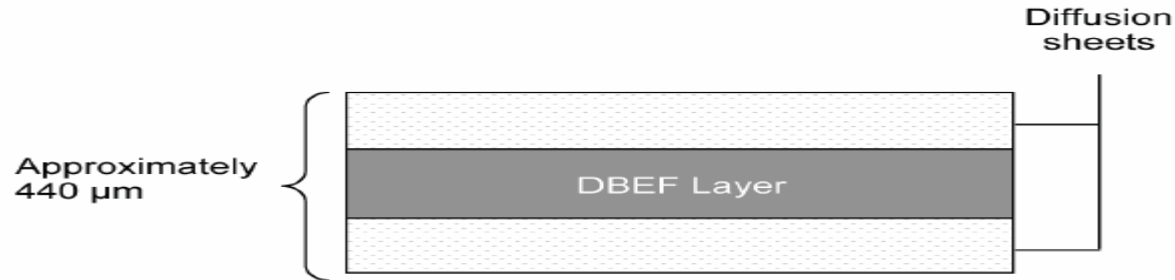 Diffusion
sheets
Approximately
440 µm
DBEF Layer